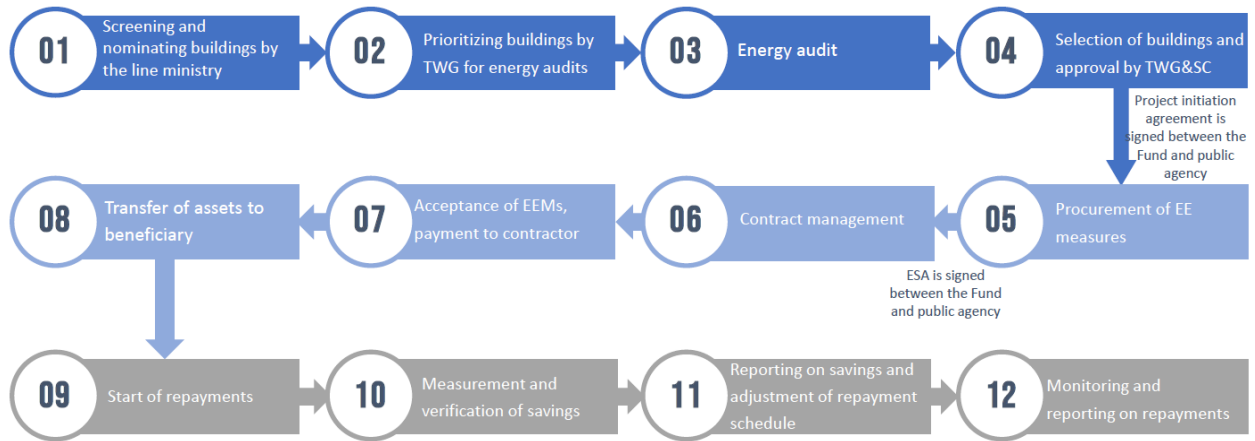 01
Screening and
nominating buildings by
the line ministry
02
Prioritizing buildings by
TWG for energy audits
03
Energy audit
04
Selection of buildings and
approval by TWG&SC
Project initiation
agreement is
signed between the
Fund and public
agency
05
Procurement of EE
measures
06
Contract management
ESA is signed
between the Fund
and public agency
07
Acceptance of EEMs,
payment to contractor
08
Transfer of assets to
beneficiary
09
Start of repayments
10
Measurement and
verification of savings
11
Reporting on savings and
adjustment of repayment
schedule
12
Monitoring and
reporting on repayments